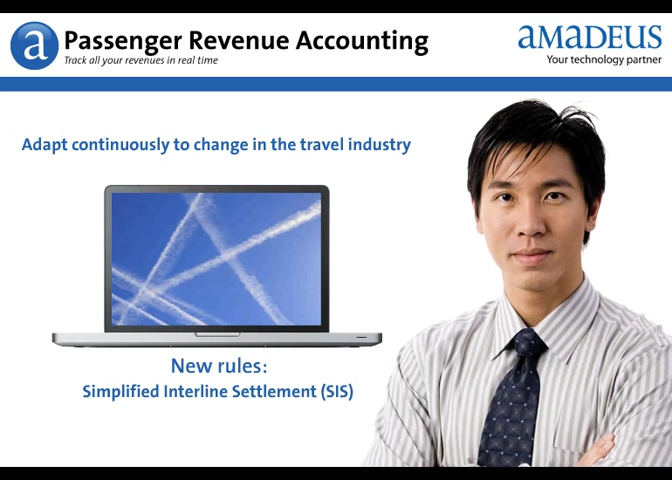 a Passenger Revenue Accounting
Track all your revenues in real time
amadeus
Your technology partner
Adapt continuously to change in the travel industry
New rules:
Simplified Interline Settlement (SIS)